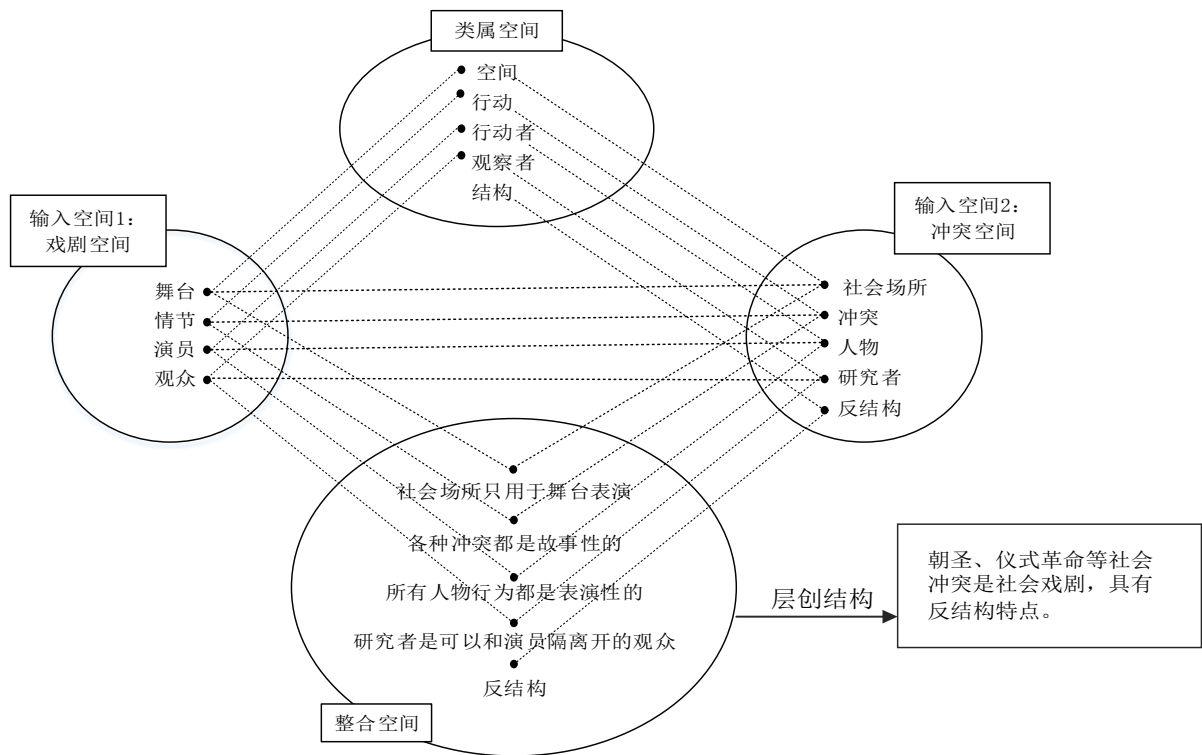 类属空间
空间
行动
行动者
观察者
结构
输入空间1：
戏剧空间
舞台
情节
演员
观众
输入空间2：
冲突空间
社会场所
冲突
人物
研究者
反结构
社会场所只用于舞台表演
各种冲突都是故事性的
所有人物行为都是表演性的
研究者是可以和演员隔离开的观众
反结构
整合空间
层创结构
朝圣、仪式革命等社会
冲突是社会戏剧，具有
反结构特点。